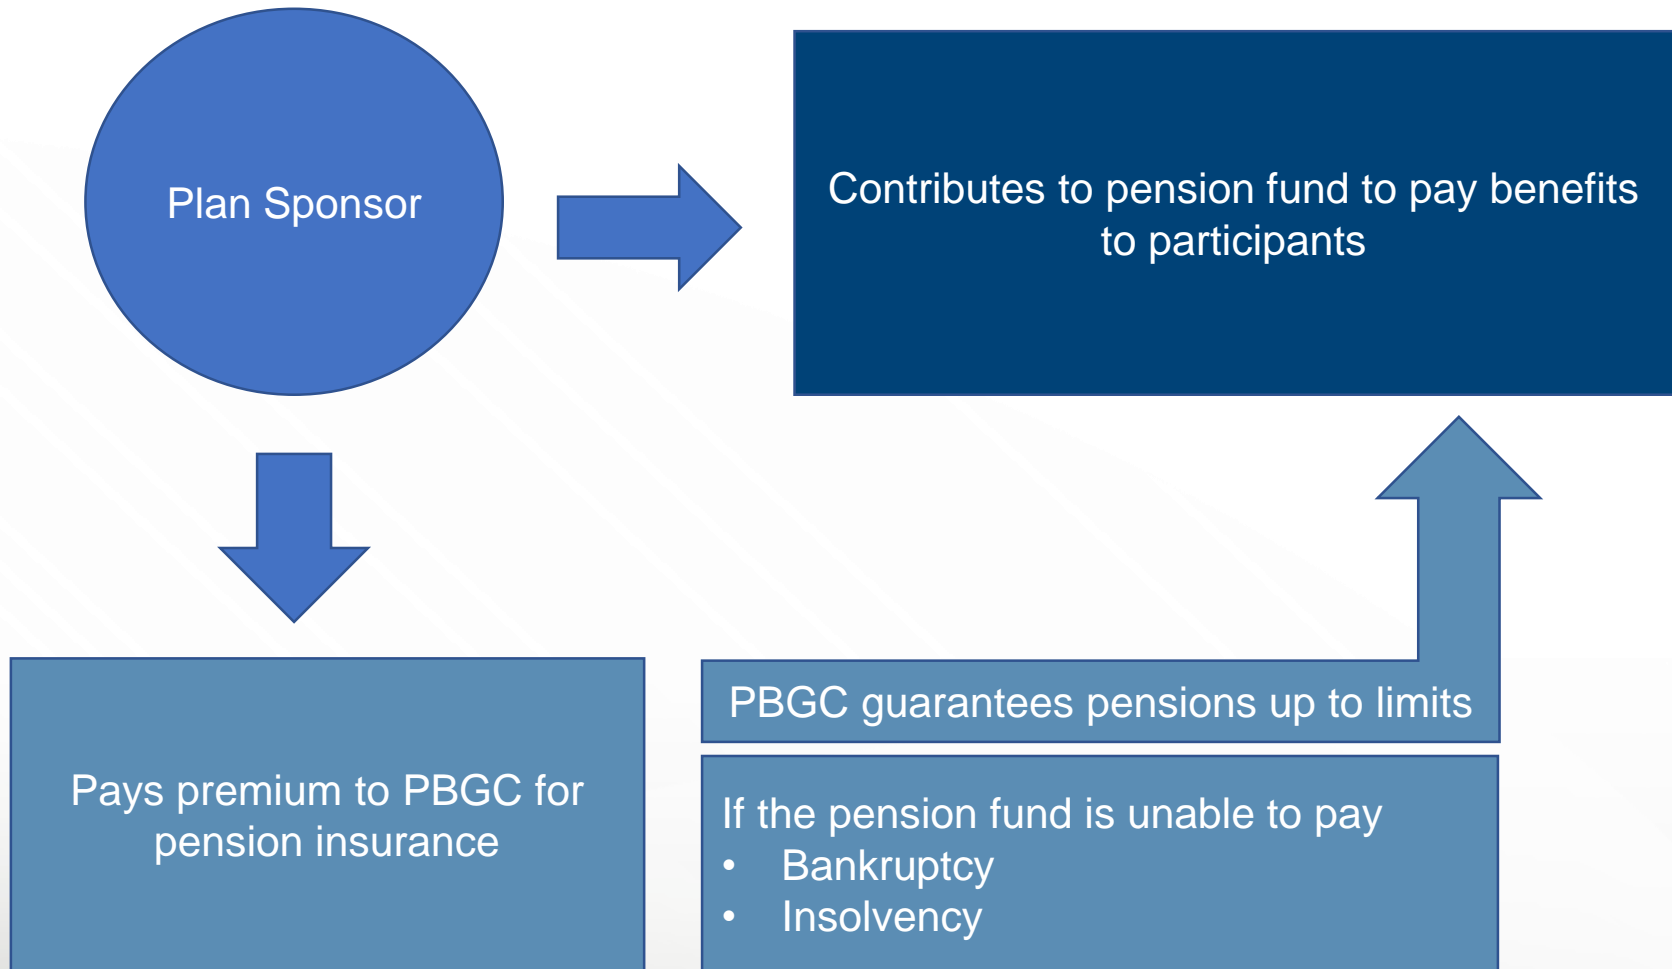 Plan Sponsor
Contributes to pension fund to pay benefits
to participants
Pays premium to PBGC for
pension insurance
PBGC guarantees pensions up to limits
If the pension fund is unable to pay
• Bankruptcy
• Insolvency